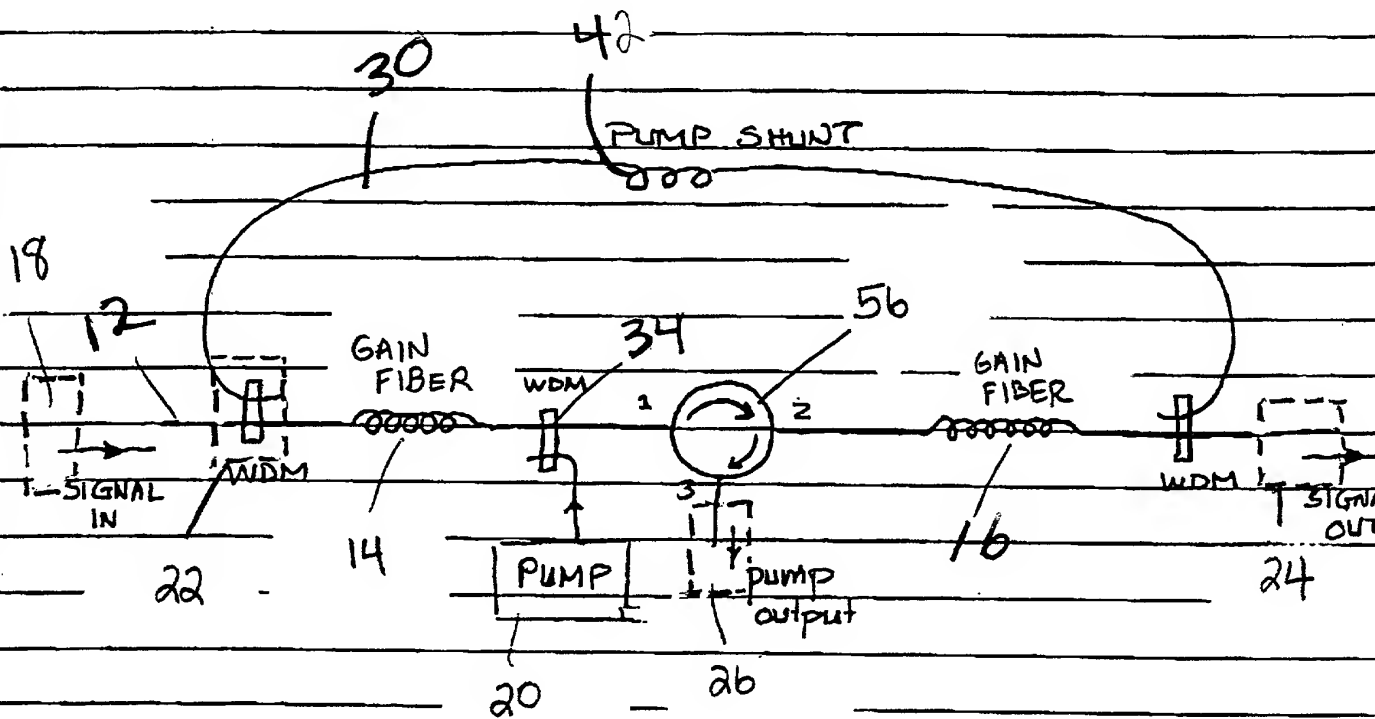 42
30
PUMP SHUNT
18
12
56
34
GAIN
FIBER
GAIN
FIBER
WDM
1
2
WDM
WDM
3
SIGNAL
IN
SIGNA
OUT
14
16
PUMP
pump
output
22
24
20
26